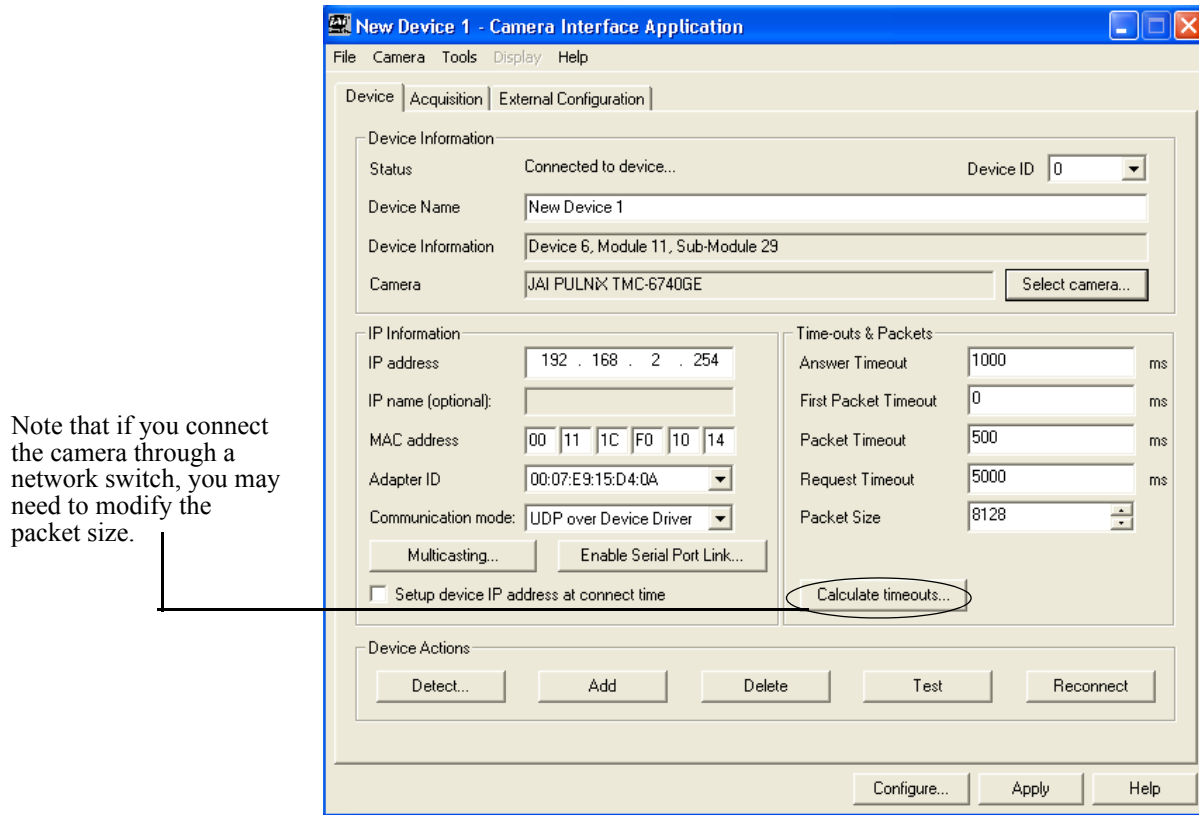 New Device 1 - Camera Interface Application
File Camera Tools Display Help
Device Acquisition External Configuration
Device Information
Status Connected to device... Device ID 0
Device Name New Device 1
Device Information Device 6, Module 11, Sub-Module 29
Camera JAI PULNiX TMC-6740GE Select camera...
IP Information
IP address 192 . 168 . 2 . 254
IP name (optional):
MAC address 00 11 1C F0 10 14
Adapter ID 00:07:E9:15:D4:0A
Communication mode: UDP over Device Driver
Multicasting... Enable Serial Port Link...
Setup device IP address at connect time
Time-outs & Packets
Answer Timeout 1000 ms
First Packet Timeout 0 ms
Packet Timeout 500 ms
Request Timeout 5000 ms
Packet Size 8128
Calculate timeouts...
Note that if you connect
the camera through a
network switch, you may
need to modify the
packet size.
Device Actions
Detect... Add Delete Test Reconnect
Configure... Apply Help